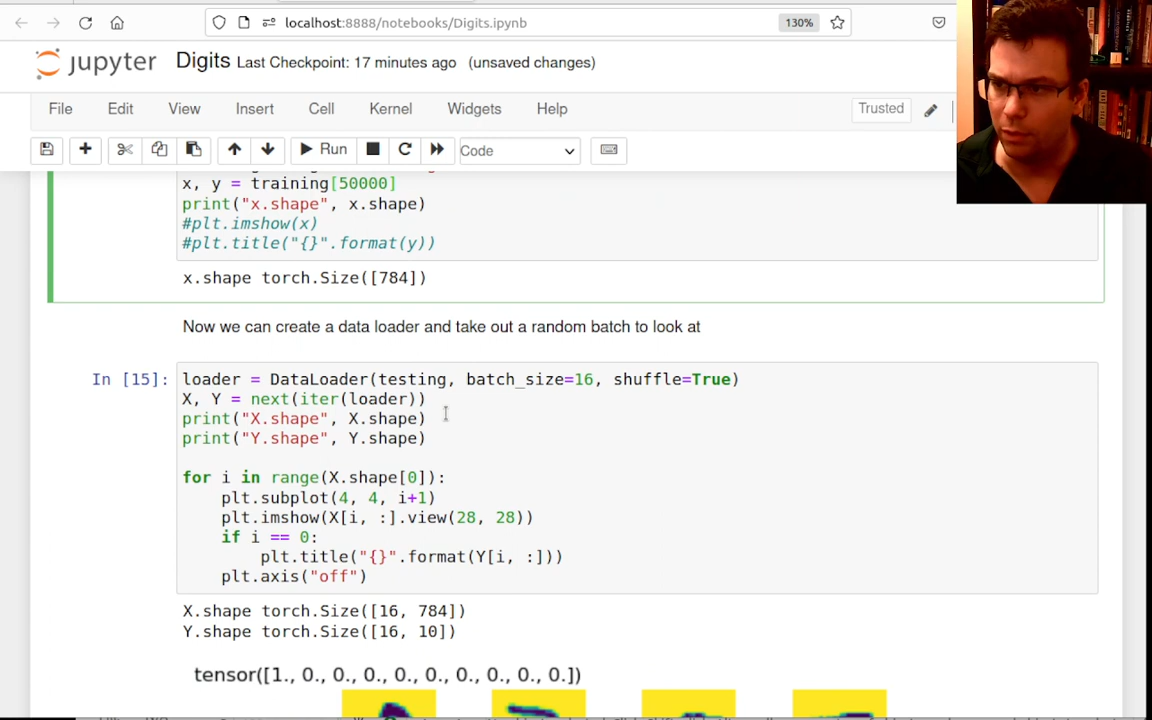 localhost:8888/notebooks/Digits.ipynb
130%
jupyter Digits Last Checkpoint: 17 minutes ago (unsaved changes)
File Edit View Insert Cell Kernel Widgets Help Trusted
Run Code
x, y = training[50000]
print("x.shape", x.shape)
#plt.imshow(x)
#plt.title("{}".format(y))
x.shape torch.Size([784])
Now we can create a data loader and take out a random batch to look at
In [15]: loader = DataLoader(testing, batch_size=16, shuffle=True)
X, Y = next(iter(loader))
print("X.shape", X.shape)
print("Y.shape", Y.shape)
for i in range(X.shape[0]):
plt.subplot(4, 4, i+1)
plt.imshow(X[i, :].view(28, 28))
if i == 0:
plt.title("{}".format(Y[i, :]))
plt.axis("off")
X.shape torch.Size([16, 784])
Y.shape torch.Size([16, 10])
tensor([1., 0., 0., 0., 0., 0., 0., 0., 0., 0.])